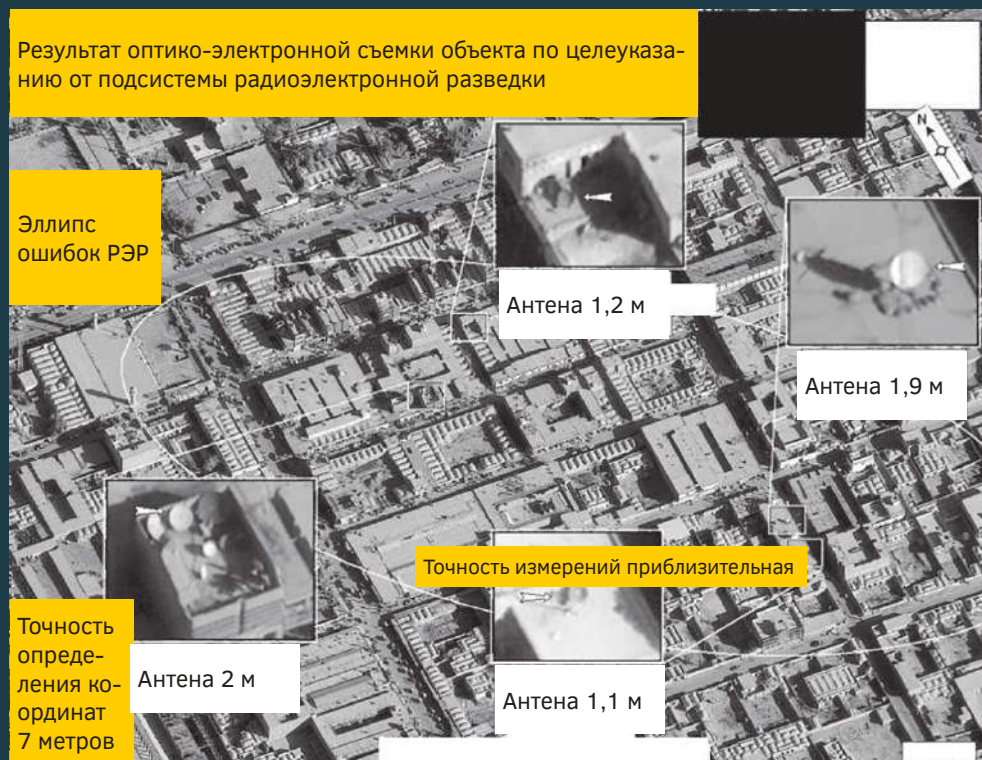 Результат оптико-электронной съемки объекта по целеуказа-
нию от подсистемы радиоэлектронной разведки
N
Эллипс
ошибок РЭР
Антена 1,2 м
Антена 1,9 м
Точность измерений приблизительная
Точность
опреде-
ления ко-
ординат
7 метров
Антена 2 м
Антена 1,1 м